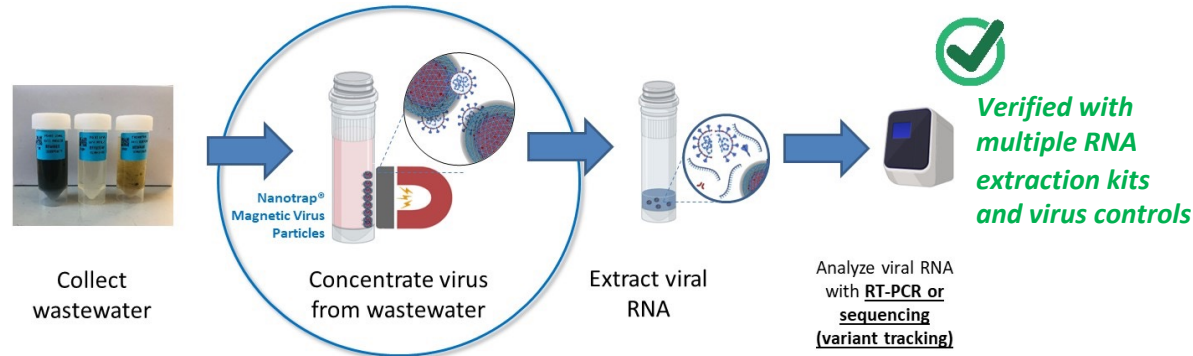 Verified with
multiple RNA
extraction kits
and virus controls
Nanotrap®
Magnetic Virus
Particles
Collect
wastewater
Concentrate virus
from wastewater
Extract viral
RNA
Analyze viral RNA
with RT-PCR or
sequencing
(variant tracking)